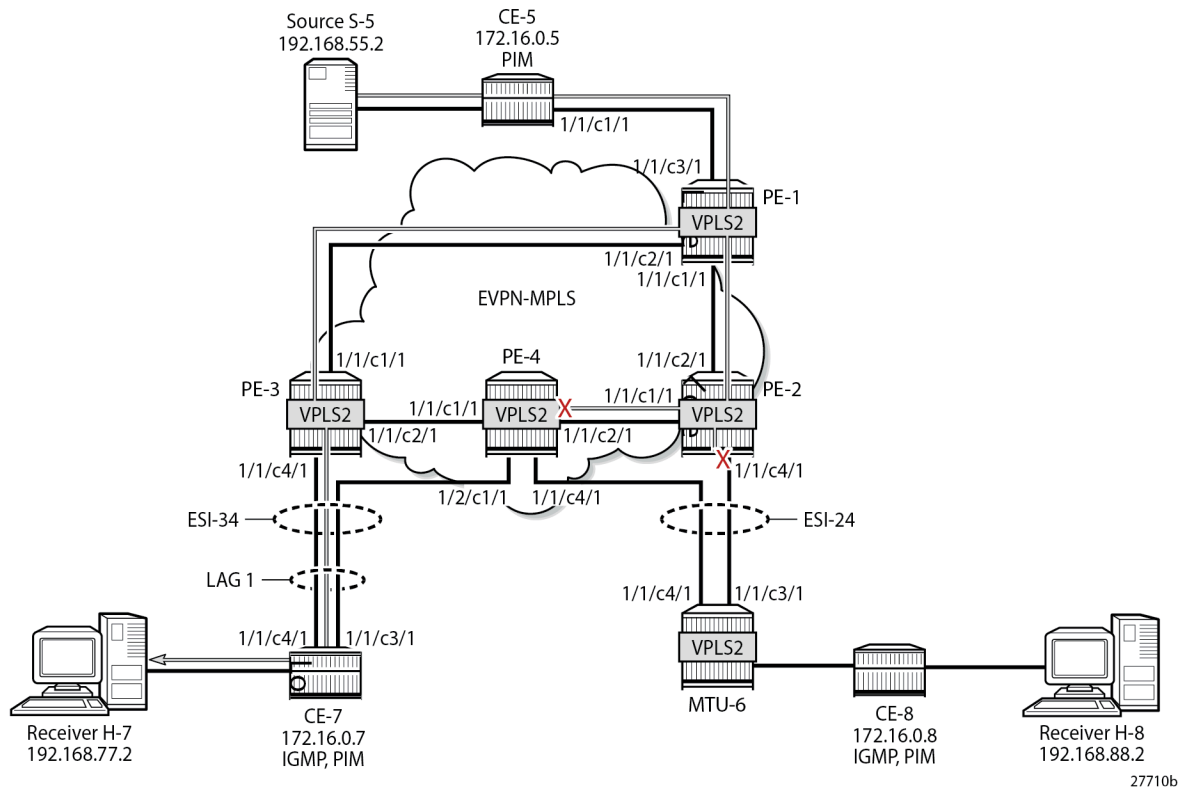 Source S-5
192.168.55.2
CE-5
172.16.0.5
PIM
1/1/c1/1
1/1/c3/1
PE-1
VPLS2
1/1/c2/1
1/1/c1/1
EVPN-MPLS
1/1/c1/1
PE-4
1/1/c2/1
PE-3
1/1/c1/1
PE-2
VPLS2
1/1/c1/1
VPLS2
X
VPLS2
1/1/c2/1
1/1/c2/1
1/1/c4/1
X
1/1/c4/1
1/2/c1/1
1/1/c4/1
ESI-34
ESI-24
LAG 1
1/1/c4/1
1/1/c3/1
1/1/c4/1
1/1/c3/1
VPLS2
MTU-6
Receiver H-7
192.168.77.2
CE-7
172.16.0.7
IGMP, PIM
CE-8
172.16.0.8
IGMP, PIM
Receiver H-8
192.168.88.2
27710b